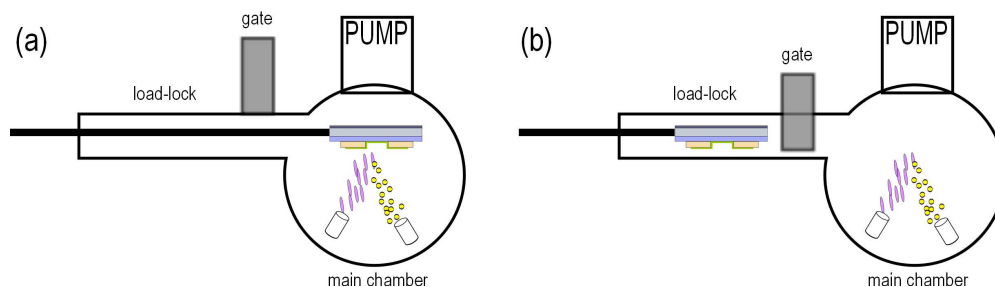 (a)
gate
PUMP
load-lock
main chamber
(b)
gate
PUMP
load-lock
main chamber